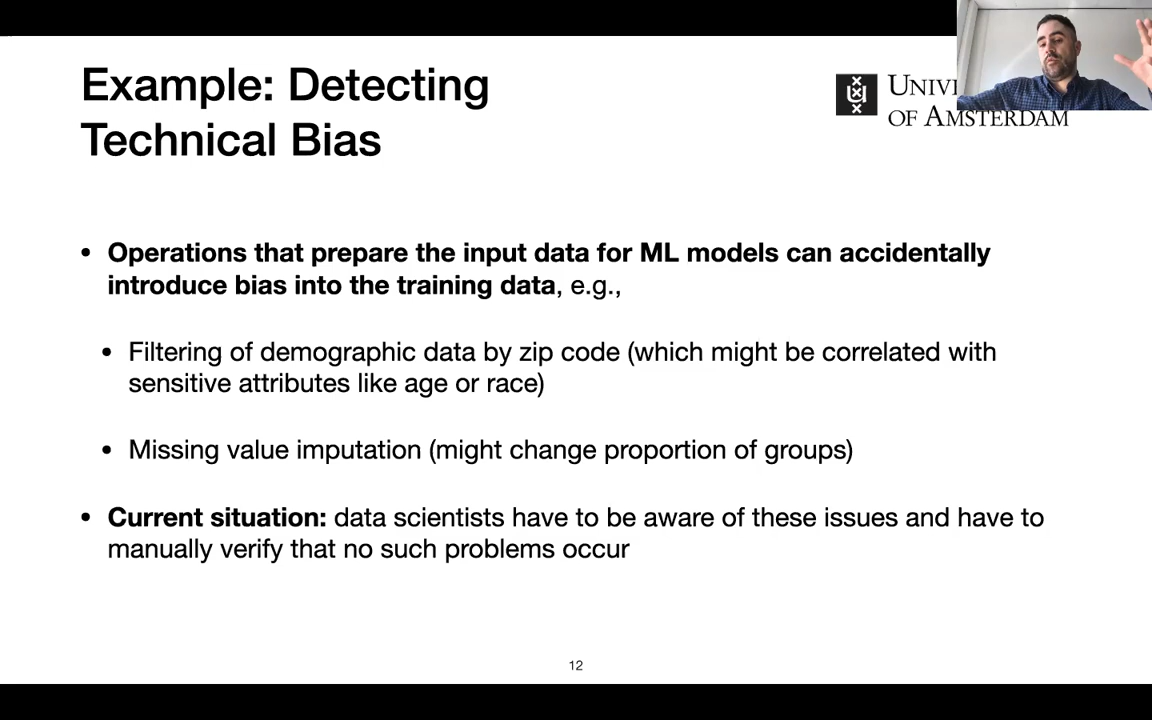 Example: Detecting
Technical Bias
OF AMSTERDAM
• Operations that prepare the input data for ML models can accidentally
introduce bias into the training data, e.g.,
• Filtering of demographic data by zip code (which might be correlated with
sensitive attributes like age or race)
• Missing value imputation (might change proportion of groups)
• Current situation: data scientists have to be aware of these issues and have to
manually verify that no such problems occur
12